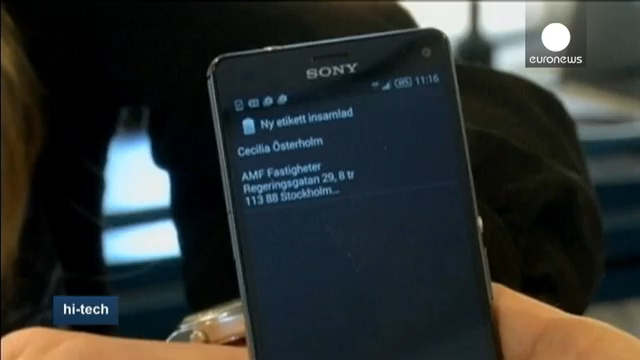 euronews
SONY
11:16
Ny etikett insamlad
Cecilia Österholm
AMF Fastigheter
Regeringsgatan 29, 8 tr
113 88 Stockholm...
hi-tech